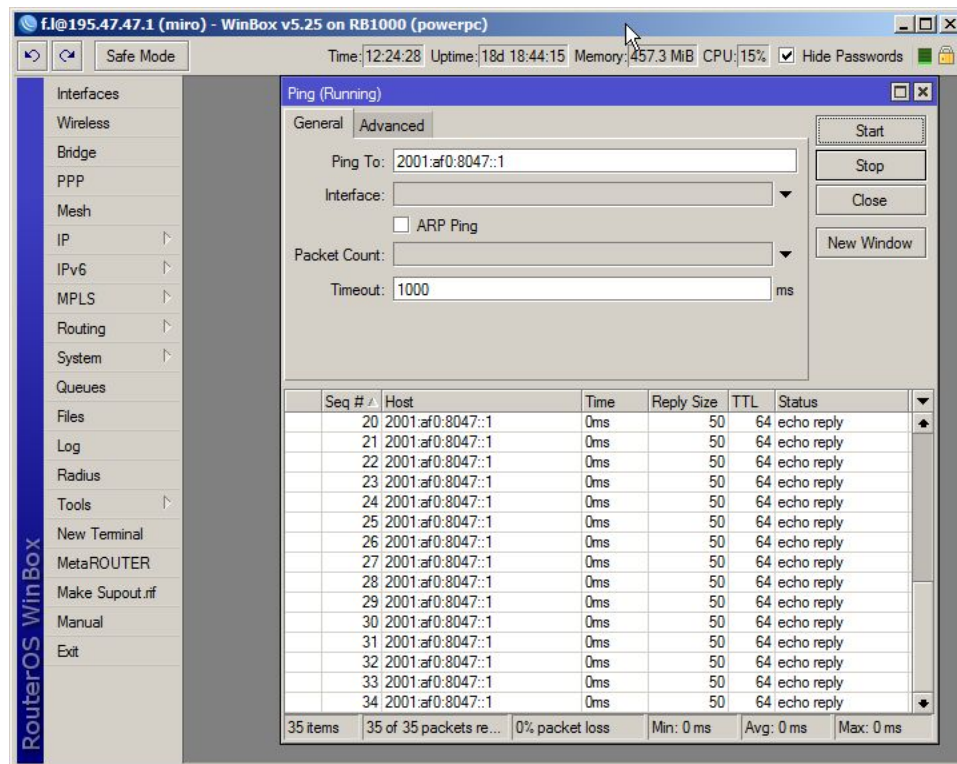 f.l@195.47.47.1 (miro) - WinBox v5.25 on RB1000 (powerpc)
Safe Mode Time: 12:24:28 Uptime: 18d 18:44:15 Memory: 457.3 MiB CPU: 15% Hide Passwords
Interfaces
Wireless
Bridge
PPP
Mesh
IP
IPv6
MPLS
Routing
System
Queues
Files
Log
Radius
Tools
New Terminal
MetaROUTER
Make Supout.rif
Manual
Exit
RouterOS WinBox
Ping (Running)
General Advanced
Ping To: 2001:af0:8047::1
Interface:
ARP Ping
Packet Count:
Timeout: 1000 ms
Start
Stop
Close
New Window
Seq # Host Time Reply Size TTL Status
20 2001:af0:8047::1 0ms 50 64 echo reply
21 2001:af0:8047::1 0ms 50 64 echo reply
22 2001:af0:8047::1 0ms 50 64 echo reply
23 2001:af0:8047::1 0ms 50 64 echo reply
24 2001:af0:8047::1 0ms 50 64 echo reply
25 2001:af0:8047::1 0ms 50 64 echo reply
26 2001:af0:8047::1 0ms 50 64 echo reply
27 2001:af0:8047::1 0ms 50 64 echo reply
28 2001:af0:8047::1 0ms 50 64 echo reply
29 2001:af0:8047::1 0ms 50 64 echo reply
30 2001:af0:8047::1 0ms 50 64 echo reply
31 2001:af0:8047::1 0ms 50 64 echo reply
32 2001:af0:8047::1 0ms 50 64 echo reply
33 2001:af0:8047::1 0ms 50 64 echo reply
34 2001:af0:8047::1 0ms 50 64 echo reply
35 items 35 of 35 packets re... 0% packet loss Min: 0 ms Avg: 0 ms Max: 0 ms